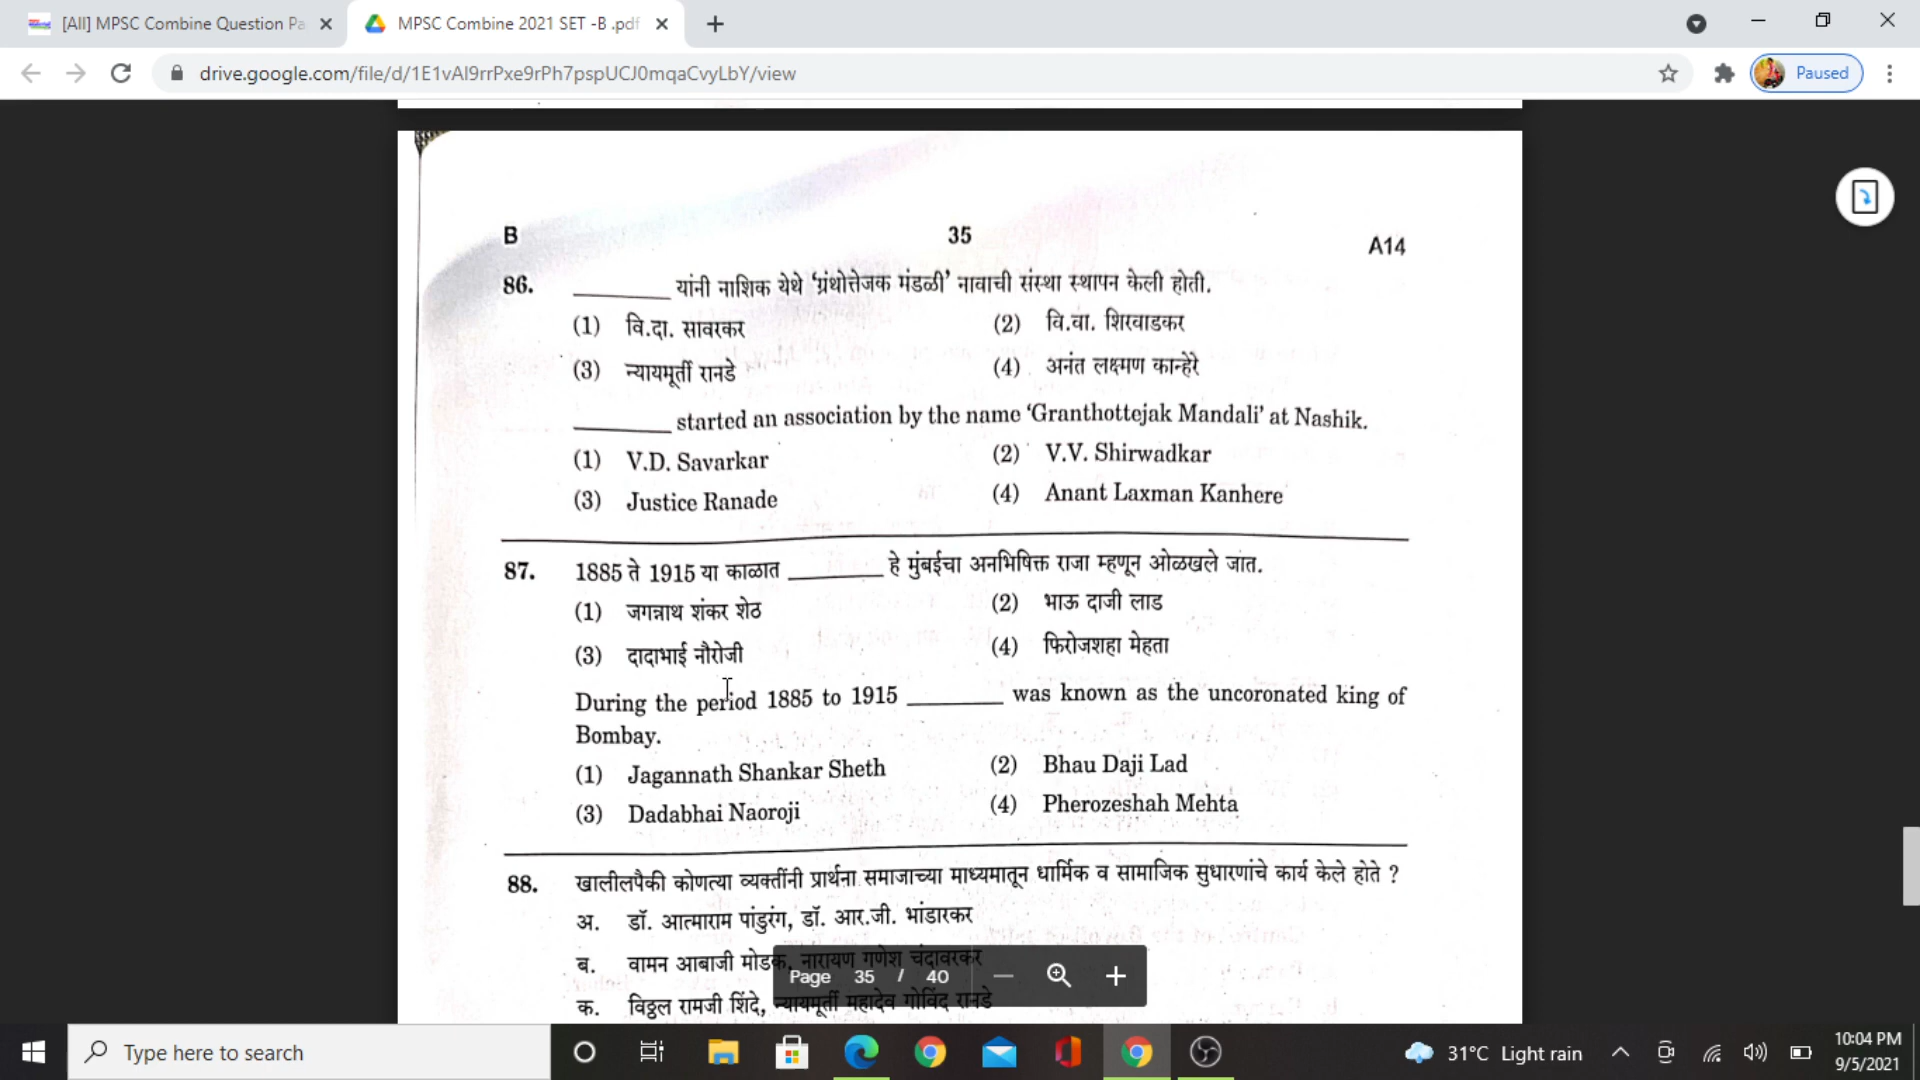 [All] MPSC Combine Question Pa
MPSC Combine 2021 SET -B .pdf
drive.google.com/file/d/1E1vAl9rrPxe9rPh7pspUCJ0mqaCvyLbY/view
Paused
B 35 A14
86. ______ यांनी नाशिक येथे ‘ग्रंथोत्तेजक मंडळी’ नावाची संस्था स्थापन केली होती.
(1) वि.दा. सावरकर (2) वि.वा. शिरवाडकर
(3) न्यायमूर्ती रानडे (4) अनंत लक्ष्मण कान्हेरे
______ started an association by the name ‘Granthottejak Mandali’ at Nashik.
(1) V.D. Savarkar (2) V.V. Shirwadkar
(3) Justice Ranade (4) Anant Laxman Kanhere
87. 1885 ते 1915 या काळात ______ हे मुंबईचा अनभिषिक्त राजा म्हणून ओळखले जात.
(1) जगन्नाथ शंकर शेठ (2) भाऊ दाजी लाड
(3) दादाभाई नौरोजी (4) फिरोजशहा मेहता
During the period 1885 to 1915 ______ was known as the uncoronated king of
Bombay.
(1) Jagannath Shankar Sheth (2) Bhau Daji Lad
(3) Dadabhai Naoroji (4) Pherozeshah Mehta
88. खालीलपैकी कोणत्या व्यक्तींनी प्रार्थना समाजाच्या माध्यमातून धार्मिक व सामाजिक सुधारणांचे कार्य केले होते ?
अ. डॉ. आत्माराम पांडुरंग, डॉ. आर.जी. भांडारकर
ब. वामन आबाजी मोडक, नारायण गणेश चंदावरकर
क. विठ्ठल रामजी शिंदे, न्यायमूर्ती महादेव गोविंद रानडे
Page 35 / 40
Type here to search
31°C Light rain
10:04 PM
9/5/2021